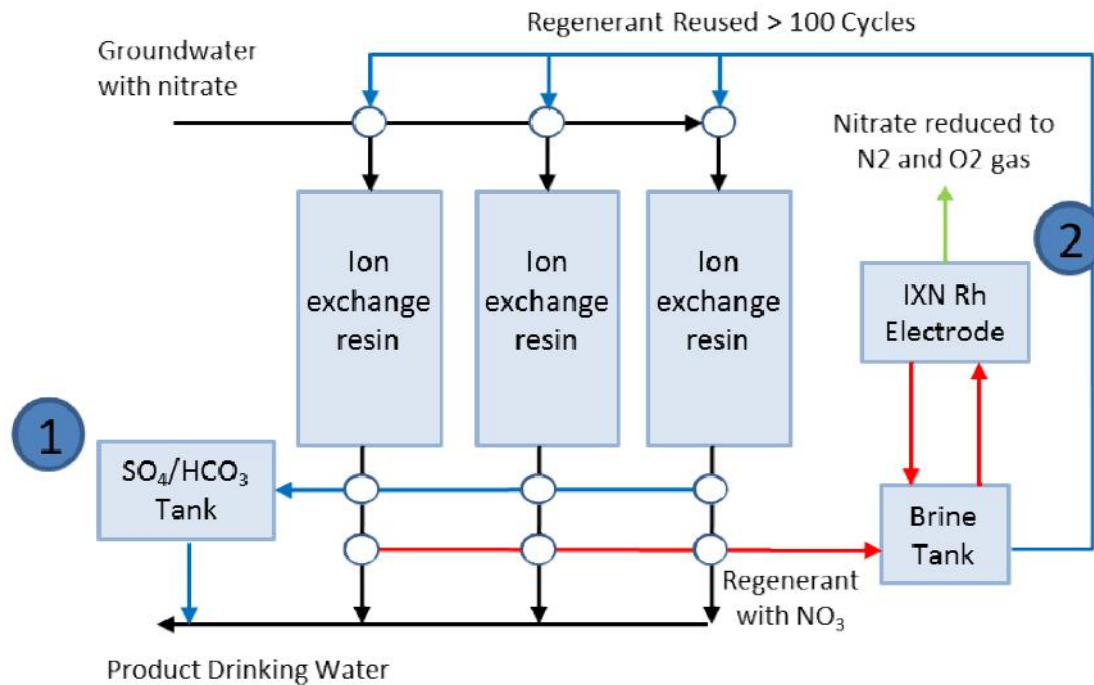 Regenerant Reused > 100 Cycles
Groundwater
with nitrate
Nitrate reduced to
N2 and O2 gas
2
Ion
exchange
resin
Ion
exchange
resin
Ion
exchange
resin
IXN Rh
Electrode
1
SO₄/HCO₃
Tank
Brine
Tank
Regenerant
with NO₃
Product Drinking Water